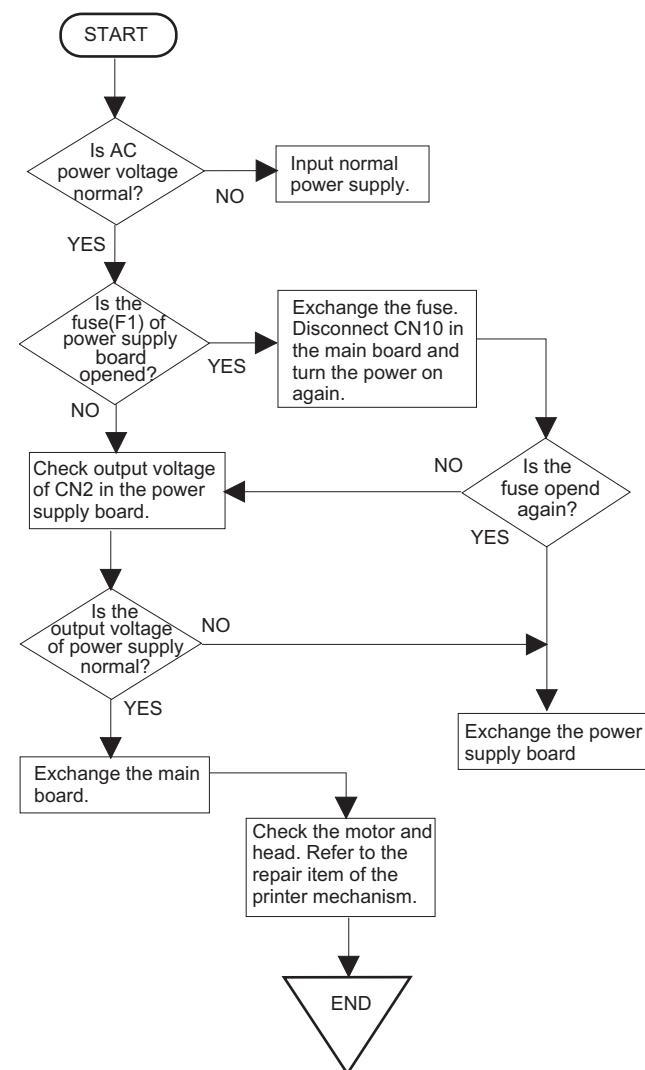 START
Is AC
power voltage
normal?
NO
Input normal
power supply.
YES
Is the
fuse(F1) of
power supply
board
opened?
YES
Exchange the fuse.
Disconnect CN10 in
the main board and
turn the power on
again.
NO
Check output voltage
of CN2 in the power
supply board.
NO
Is the
fuse opend
again?
YES
Is the
output voltage
of power supply
normal?
NO
YES
Exchange the power
supply board
Exchange the main
board.
Check the motor and
head. Refer to the
repair item of the
printer mechanism.
END